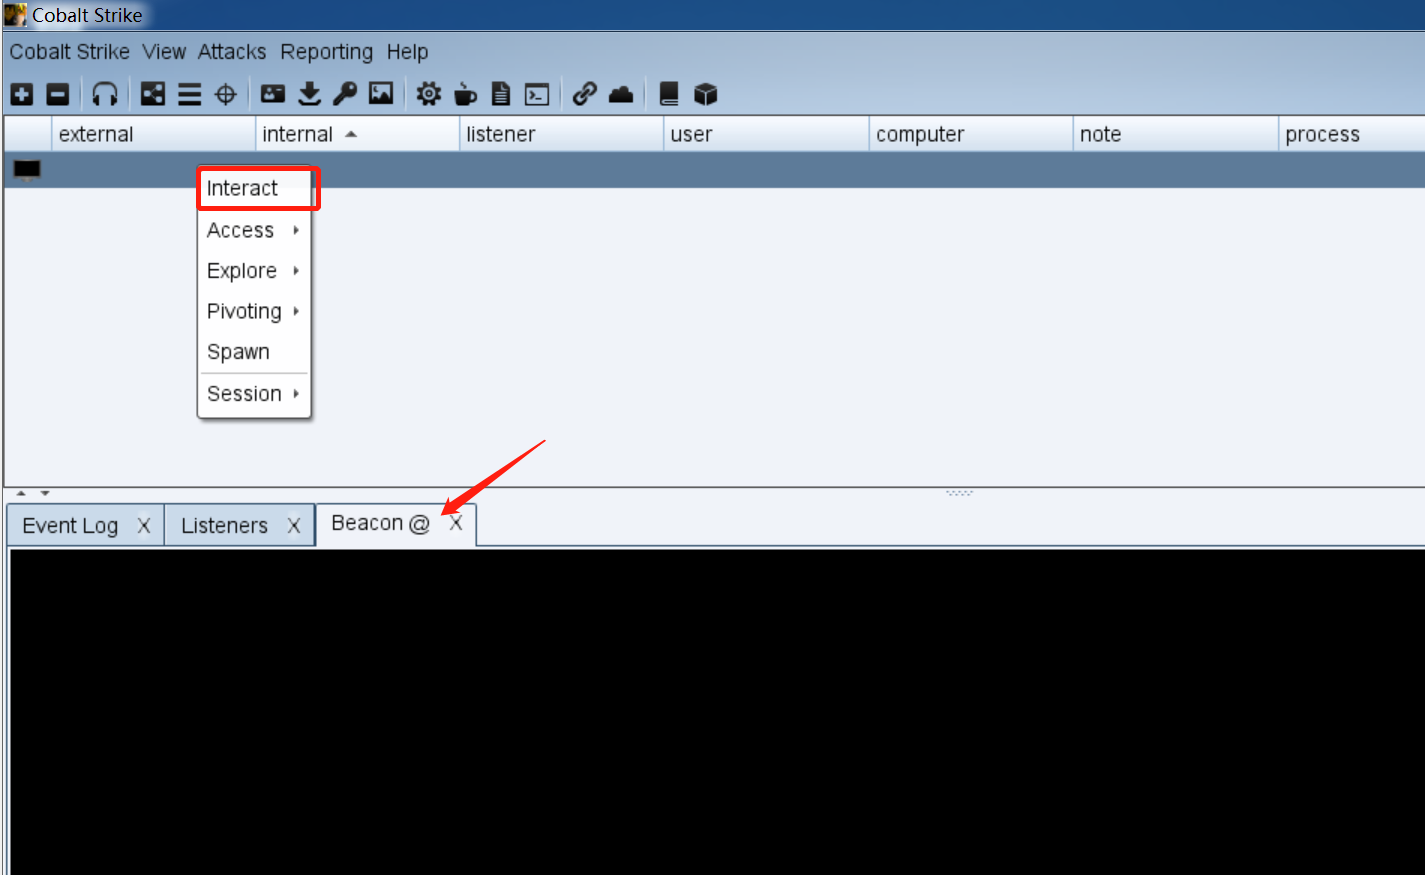 Cobalt Strike
Cobalt Strike View Attacks Reporting Help
external internal listener user computer note process
Interact
Access
Explore
Pivoting
Spawn
Session
Event Log X Listeners X Beacon @ X